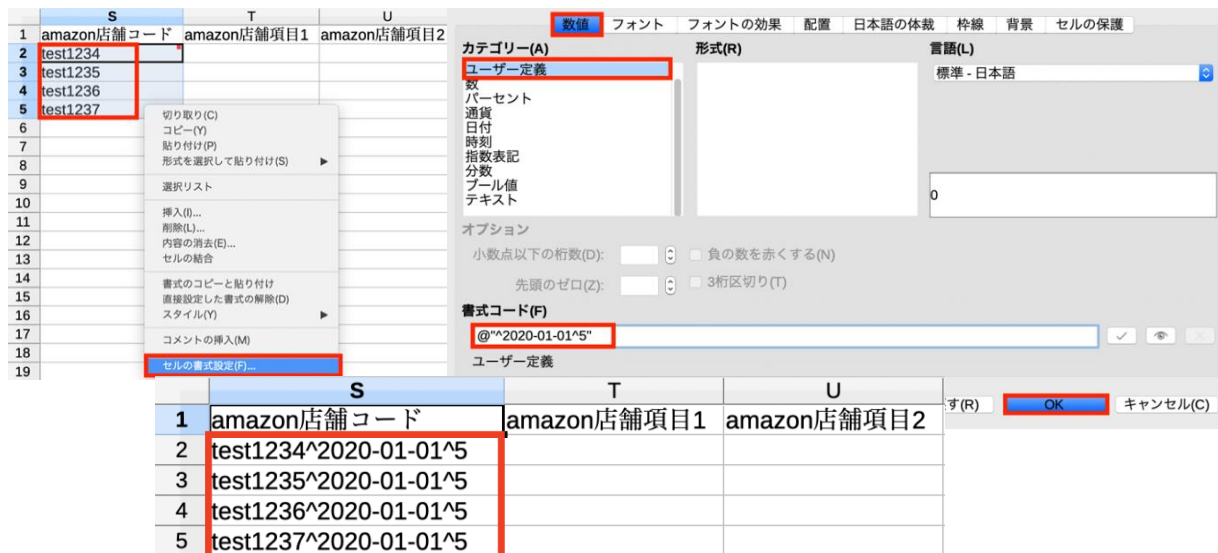 S T U
1 amazon店舗コード amazon店舗項目1 amazon店舗項目2
2 test1234
3 test1235
4 test1236
5 test1237
6
7
8
9
10
11
12
13
14
15
16
17
18
19
切り取り(C)
コピー(Y)
貼り付け(P)
形式を選択して貼り付け(S)
選択リスト
挿入(I)...
削除(L)...
内容の消去(E)...
セルの結合
書式のコピーと貼り付け
直接設定した書式の解除(D)
スタイル(Y)
コメントの挿入(M)
セルの書式設定(F)...
数値 フォント フォントの効果 配置 日本語の体裁 枠線 背景 セルの保護
カテゴリー(A) 形式(R) 言語(L)
ユーザー定義
数
パーセント
通貨
日付
時刻
指数表記
分数
ブール値
テキスト
標準 - 日本語
0
オプション
小数点以下の桁数(D): 負の数を赤くする(N)
先頭のゼロ(Z): 3桁区切り(T)
書式コード(F)
@"^2020-01-01^5"
ユーザー定義
す(R) OK キャンセル(C)
S T U
1 amazon店舗コード amazon店舗項目1 amazon店舗項目2
2 test1234^2020-01-01^5
3 test1235^2020-01-01^5
4 test1236^2020-01-01^5
5 test1237^2020-01-01^5